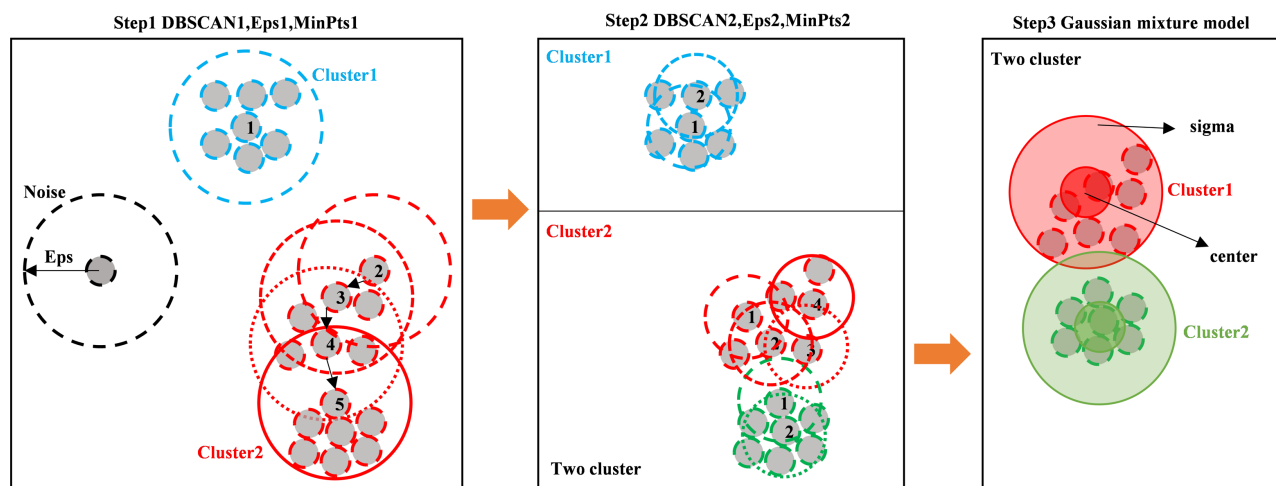 Step1 DBSCAN1,Eps1,MinPts1
Cluster1
1
Noise
Eps
2
3
4
5
Cluster2
Step2 DBSCAN2,Eps2,MinPts2
Cluster1
2
1
Cluster2
4
1
2
3
1
2
Two cluster
Step3 Gaussian mixture model
Two cluster
sigma
Cluster1
center
Cluster2